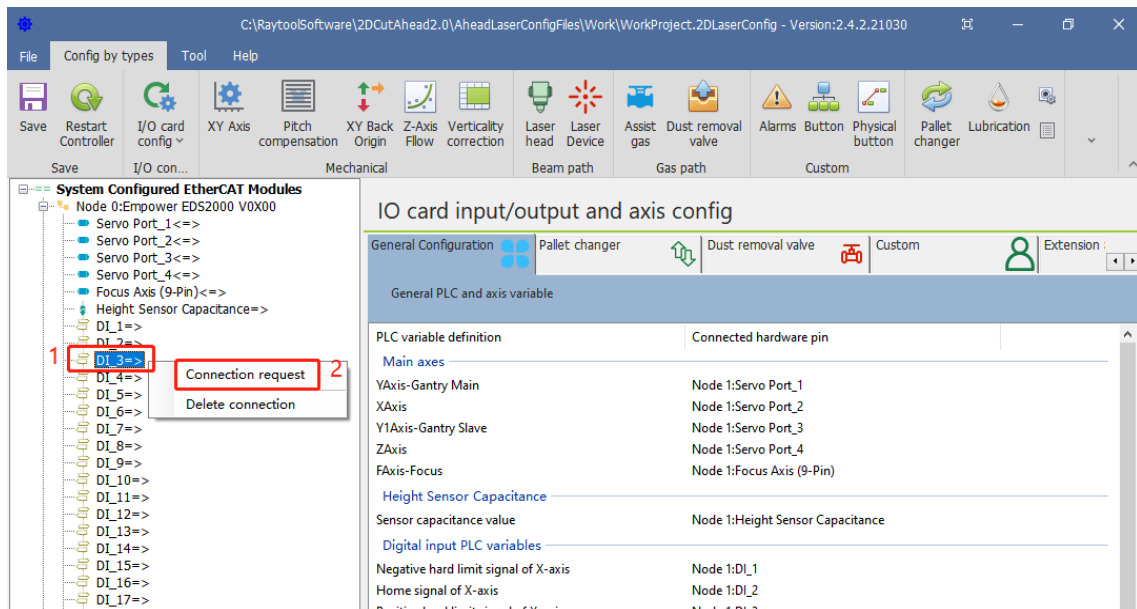 C:\RaytoolSoftware\2DCutAhead2.0\AheadLaserConfigFiles\Work\WorkProject.2DLaserConfig - Version:2.4.2.21030
File Config by types Tool Help
Save Restart Controller I/O card config XY Axis Pitch compensation XY Back Origin Z-Axis Fllow Verticality correction Laser head Laser Device Assist gas Dust removal valve Alarms Button Physical button Pallet changer Lubrication
Save I/O con... Mechanical Beam path Gas path Custom
System Configured EtherCAT Modules
Node 0:Empower EDS2000 V0X00
Servo Port_1<=>
Servo Port_2<=>
Servo Port_3<=>
Servo Port_4<=>
Focus Axis (9-Pin)<=>
Height Sensor Capacitance=>
DI_1=>
DI_2=>
1 DI_3=>
DI_4=>
DI_5=>
DI_6=>
DI_7=>
DI_8=>
DI_9=>
DI_10=>
DI_11=>
DI_12=>
DI_13=>
DI_14=>
DI_15=>
DI_16=>
DI_17=>
Connection request 2
Delete connection
IO card input/output and axis config
General Configuration Pallet changer Dust removal valve Custom Extension
General PLC and axis variable
PLC variable definition Connected hardware pin
Main axes
YAxis-Gantry Main Node 1:Servo Port_1
XAxis Node 1:Servo Port_2
Y1Axis-Gantry Slave Node 1:Servo Port_3
ZAxis Node 1:Servo Port_4
FAxis-Focus Node 1:Focus Axis (9-Pin)
Height Sensor Capacitance
Sensor capacitance value Node 1:Height Sensor Capacitance
Digital input PLC variables
Negative hard limit signal of X-axis Node 1:DI_1
Home signal of X-axis Node 1:DI_2